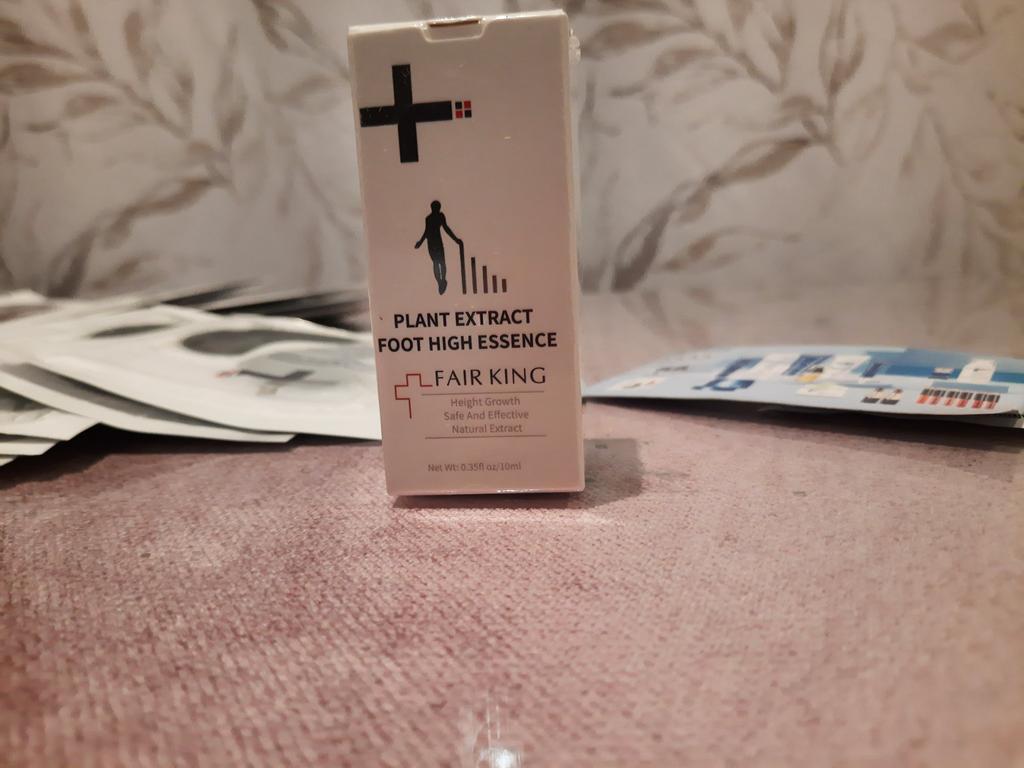 PLANT EXTRACT
FOOT HIGH ESSENCE
FAIR KING
Height Growth
Safe And Effective
Natural Extract
Net Wt: 0.35fl oz/10ml